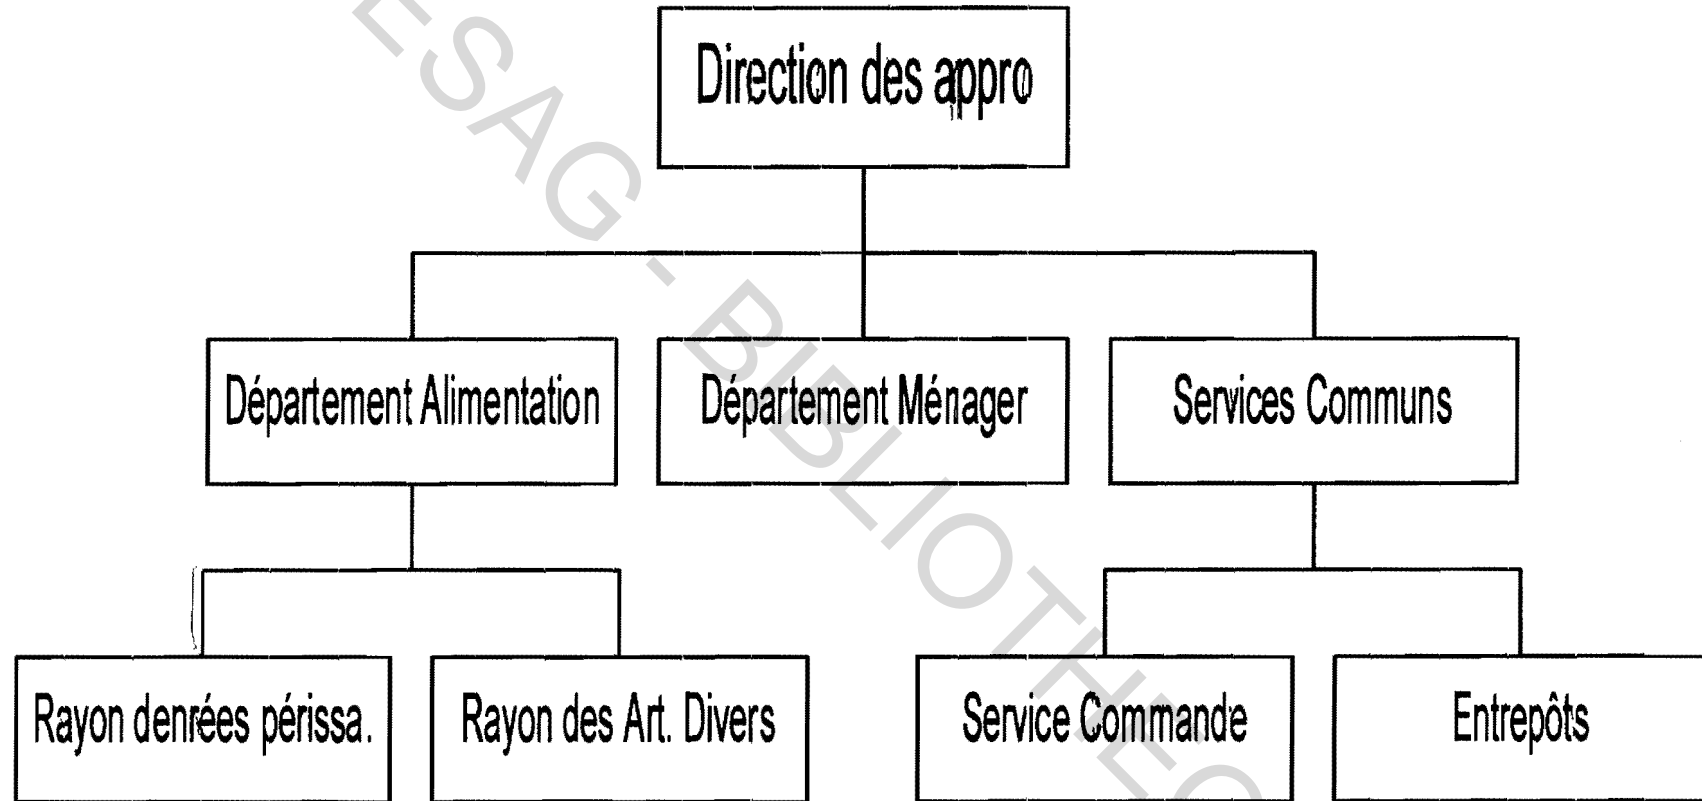 Direction des appro
Département Alimentation
Département Ménager
Services Communs
Rayon denrées périssa.
Rayon des Art. Divers
Service Commande
Entrepôts
ESAG - BIBLIOTHEQ